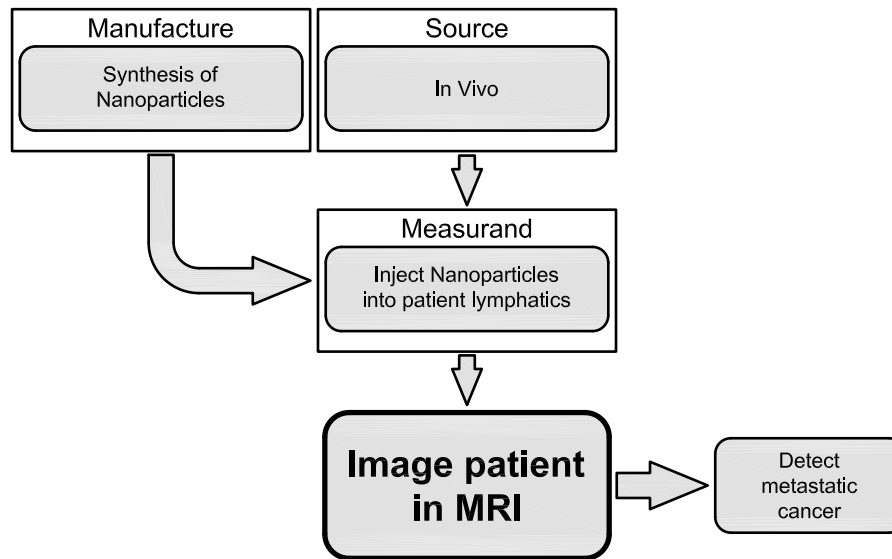 Manufacture
Synthesis of
Nanoparticles
Source
In Vivo
Measurand
Inject Nanoparticles
into patient lymphatics
Image patient
in MRI
Detect
metastatic
cancer